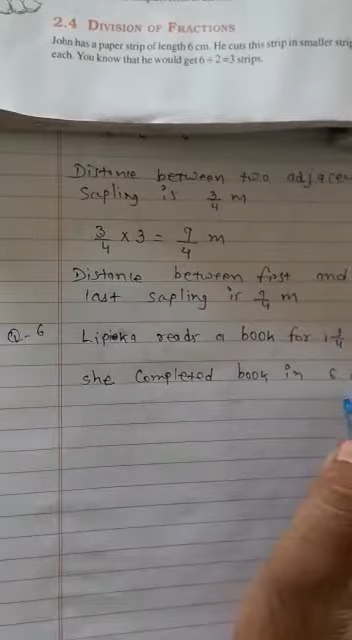 2.4 DIVISION OF FRACTIONS
John has a paper strip of length 6 cm. He cuts this strip in smaller strip
each. You know that he would get 6 ÷ 2 = 3 strips.
Distance between two adjacen
sapling is 3/4 m
3/4 × 3 = 9/4 m
Distance between first and
last sapling is 9/4 m
Q-6 Lipika reads a book for 1 3/4
she completed book in 6